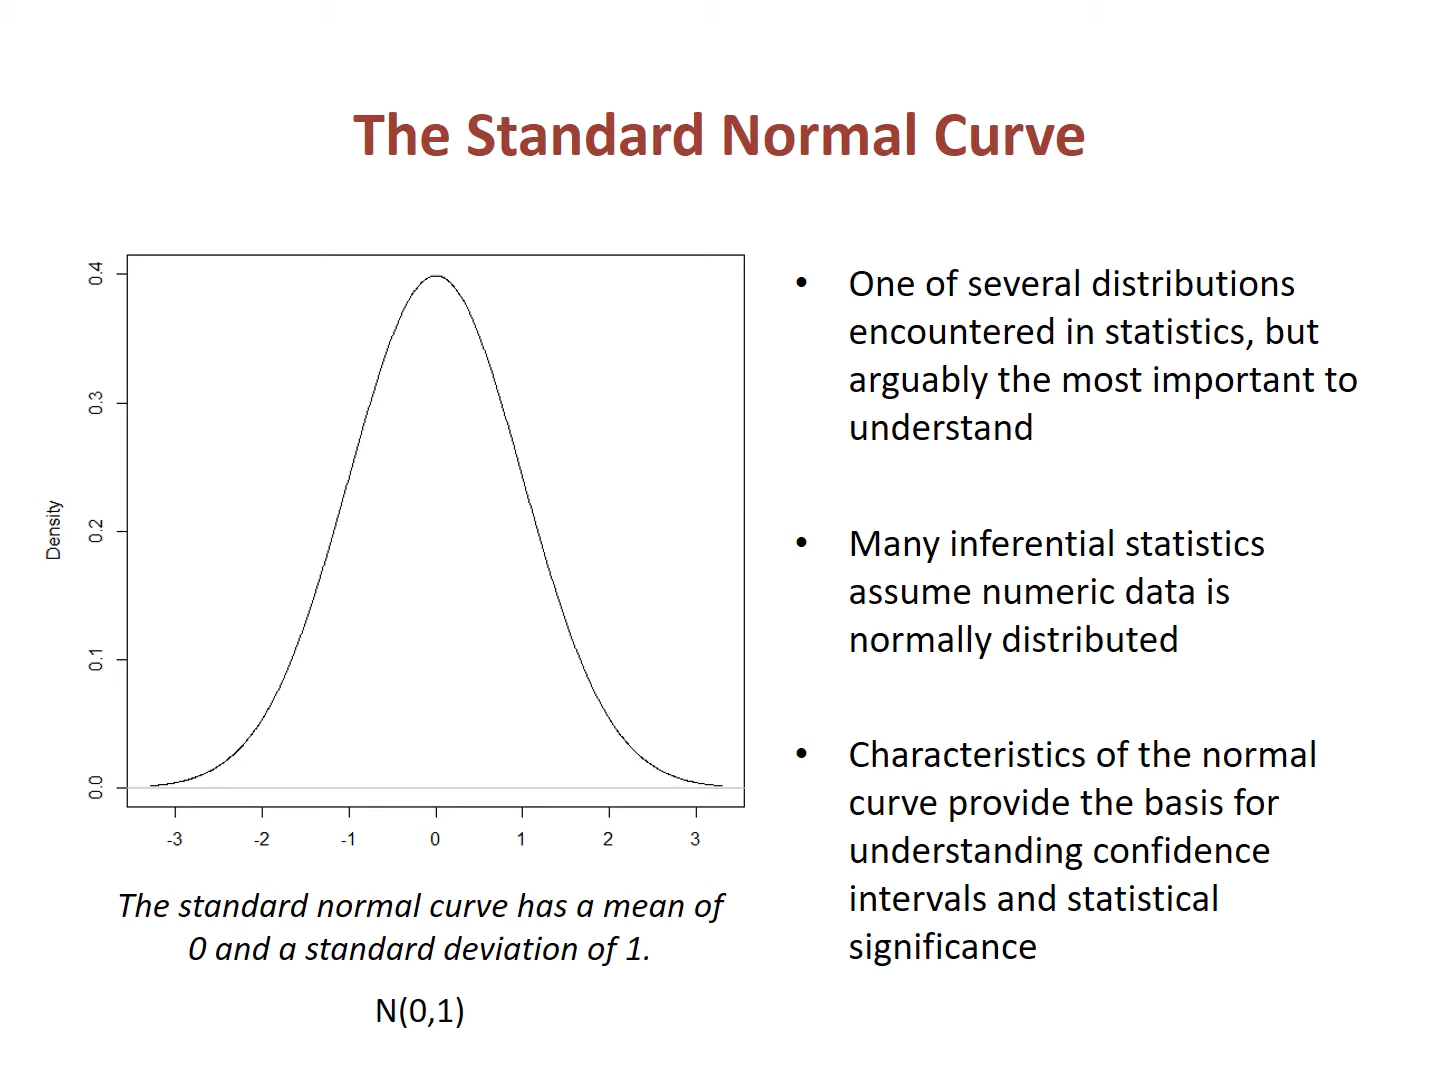 The Standard Normal Curve
0.4
0.3
0.2
0.1
0.0
Density
-3 -2 -1 0 1 2 3
The standard normal curve has a mean of
0 and a standard deviation of 1.
N(0,1)
• One of several distributions
encountered in statistics, but
arguably the most important to
understand
• Many inferential statistics
assume numeric data is
normally distributed
• Characteristics of the normal
curve provide the basis for
understanding confidence
intervals and statistical
significance